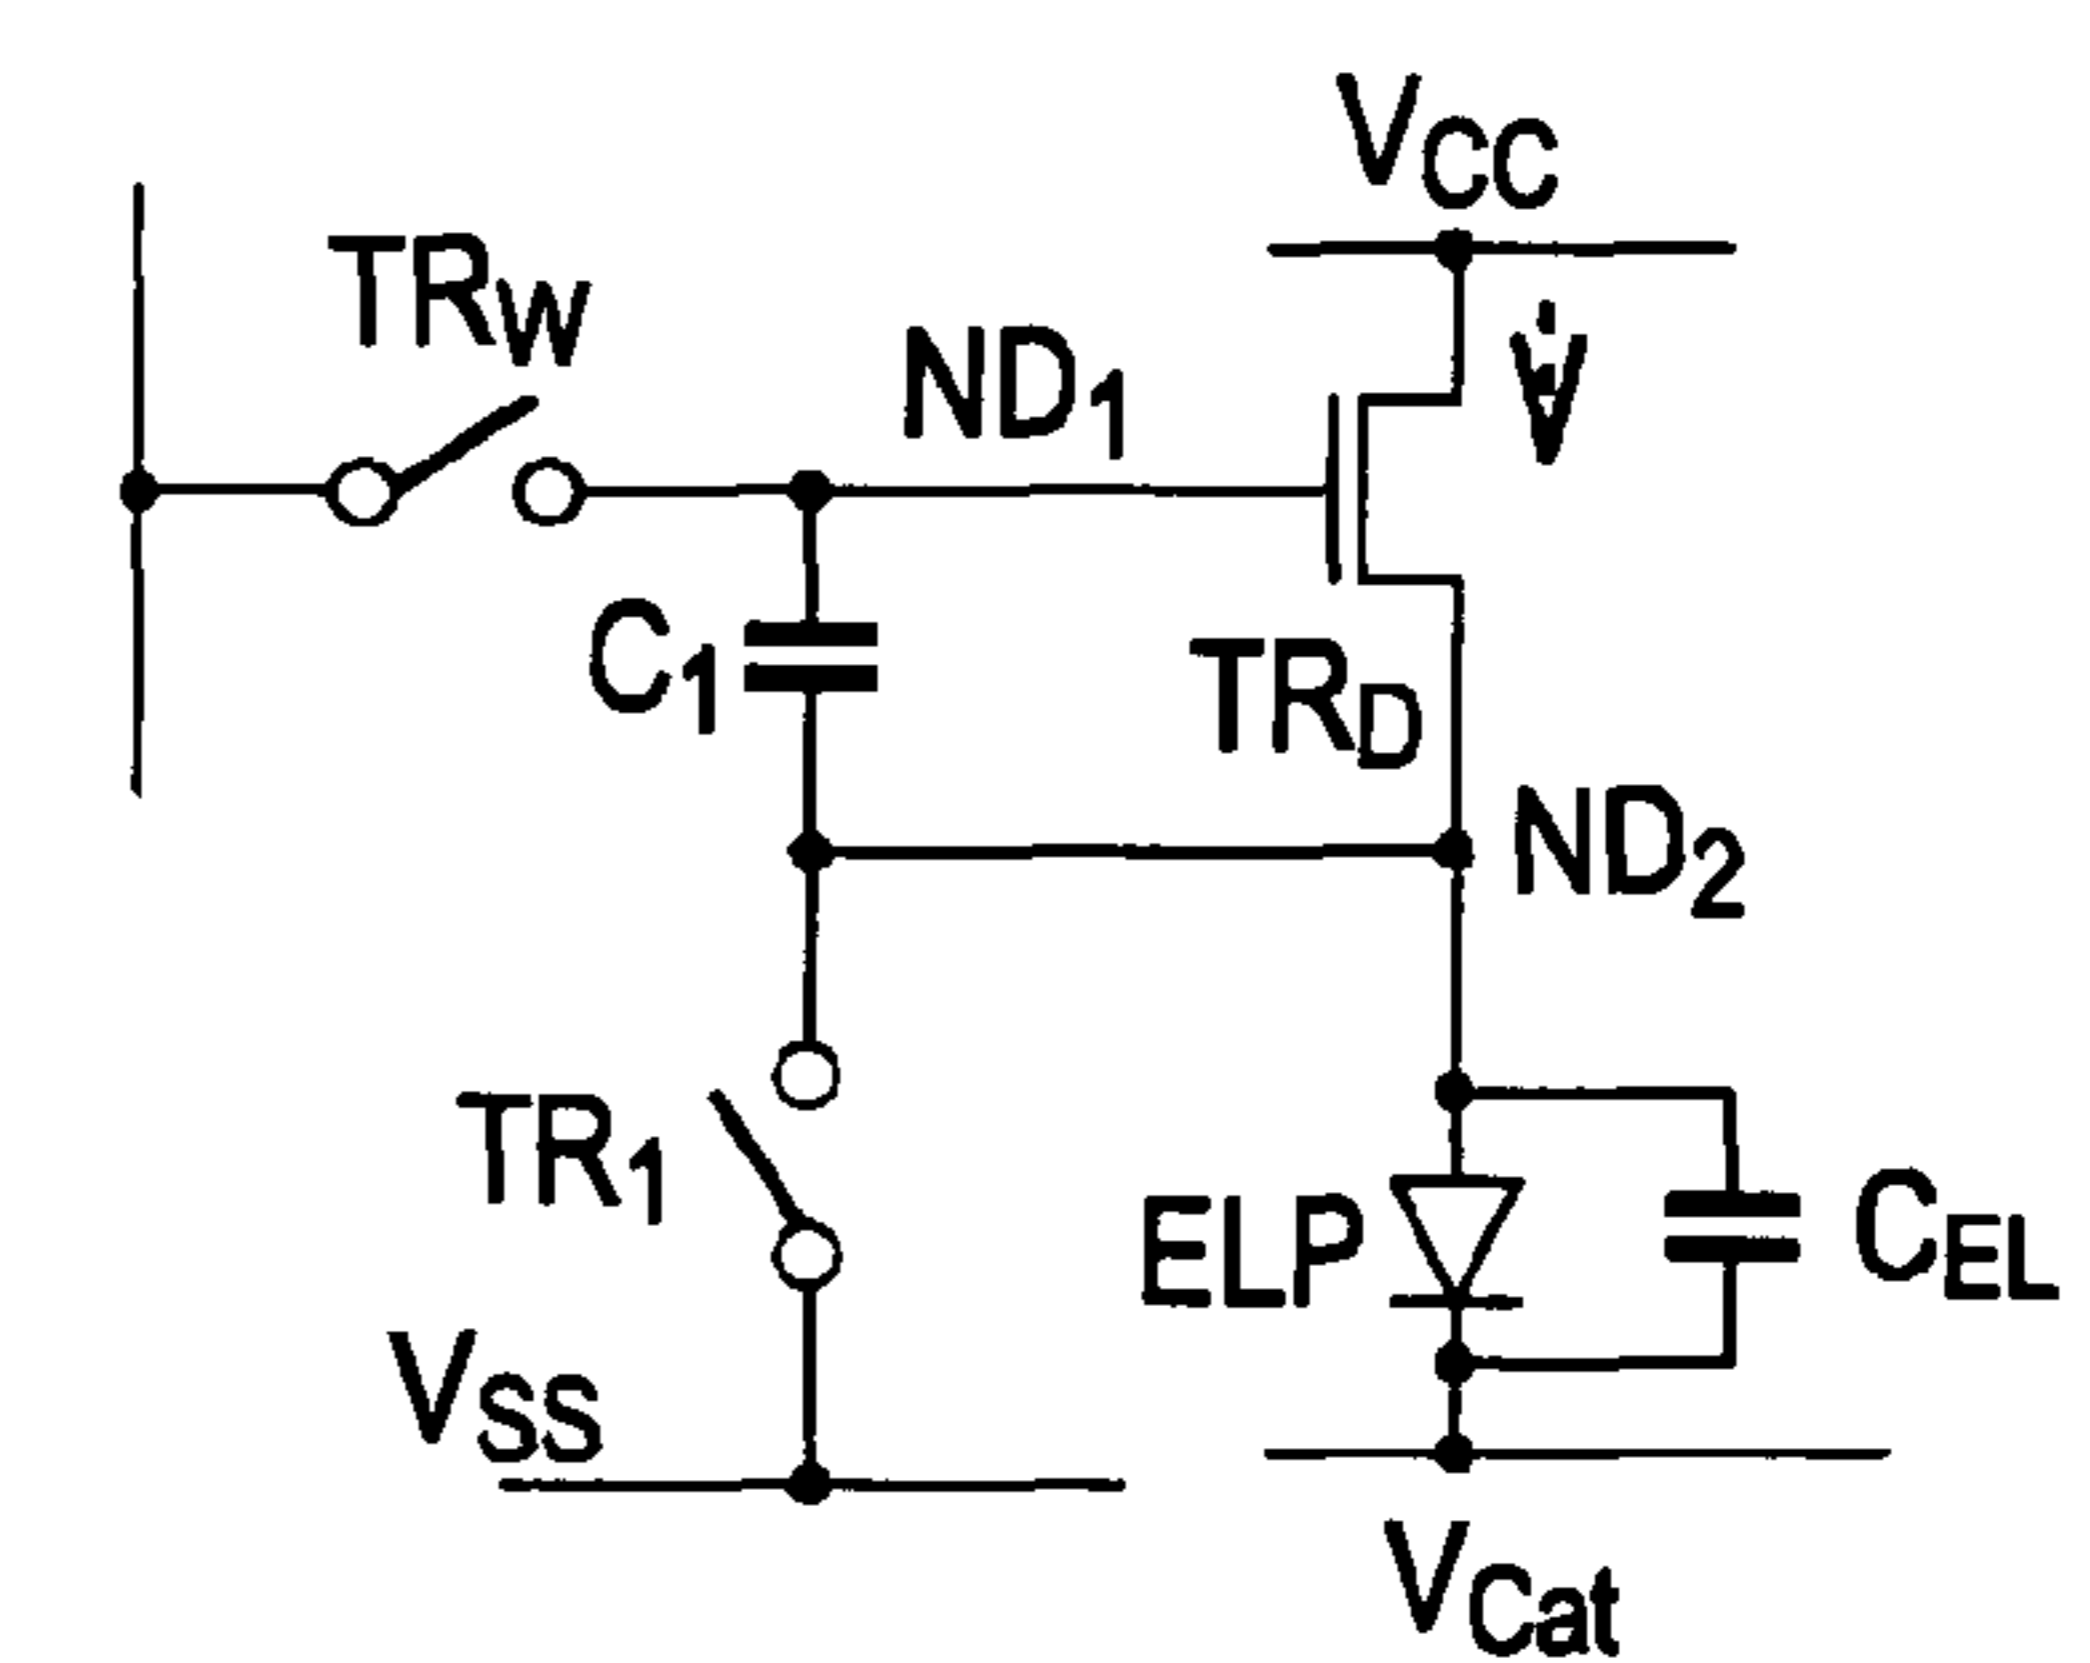 VCC
TRW
ND1
C1
TRD
ND2
TR1
ELP
CEL
VSS
VCat